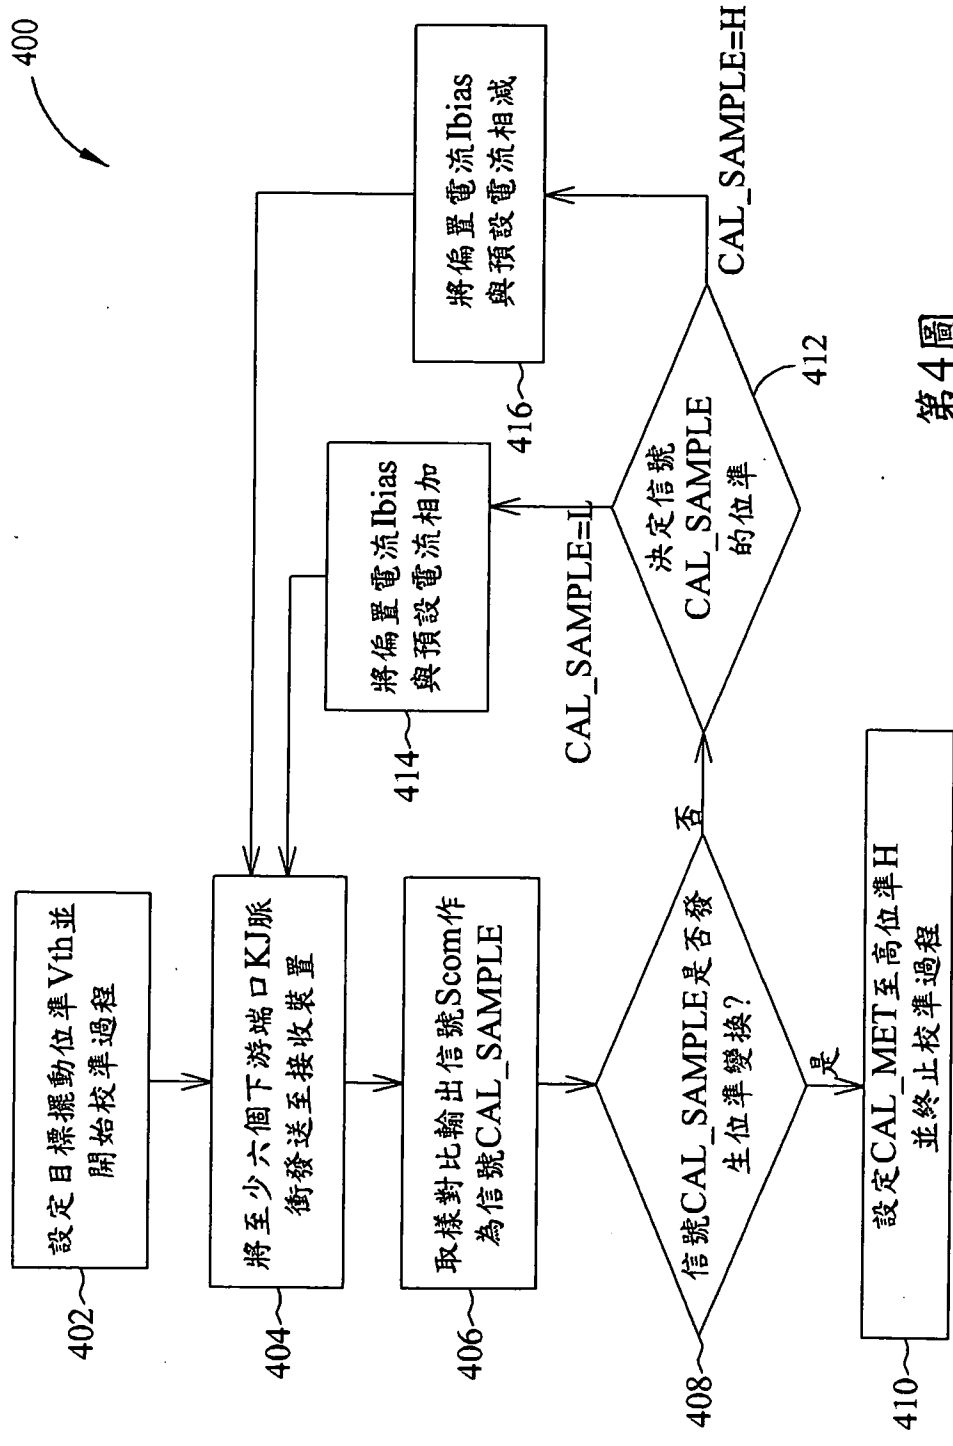 400
設定目標擺動位準Vth並
開始校準過程
402
將至少六個下游端口KJ脈
衝發送至接收裝置
404
取樣對比輸出信號Scom作
為信號CAL_SAMPLE
406
信號CAL_SAMPLE是否發
生位準變換?
408
是
否
設定CAL_MET至高位準H
並終止校準過程
410
決定信號
CAL_SAMPLE
的位準
412
CAL_SAMPLE=L
CAL_SAMPLE=H
將偏置電流Ibias
與預設電流相加
414
將偏置電流Ibias
與預設電流相減
416
第4圖